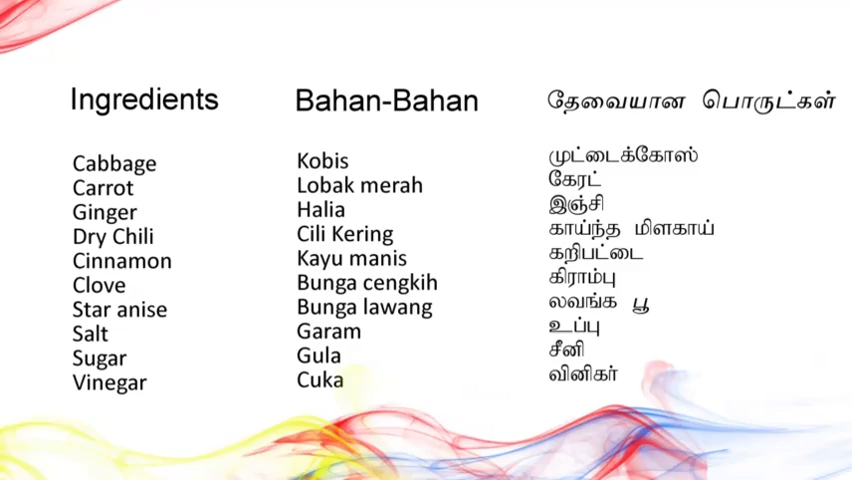 Ingredients
Cabbage
Carrot
Ginger
Dry Chili
Cinnamon
Clove
Star anise
Salt
Sugar
Vinegar
Bahan-Bahan
Kobis
Lobak merah
Halia
Cili Kering
Kayu manis
Bunga cengkih
Bunga lawang
Garam
Gula
Cuka
தேவையான பொருட்கள்
முட்டைக்கோஸ்
கேரட்
இஞ்சி
காய்ந்த மிளகாய்
கறிபட்டை
கிராம்பு
லவங்க பூ
உப்பு
சீனி
வினிகர்